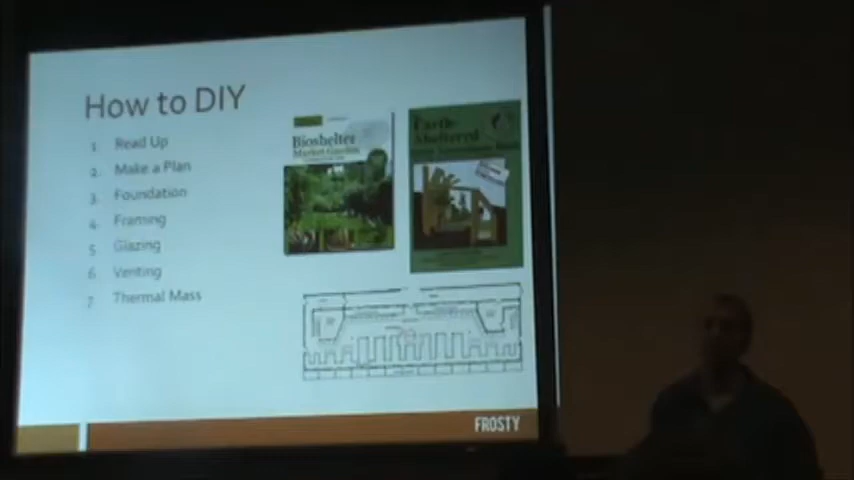 How to DIY
1. Read Up
2. Make a Plan
3. Foundation
4. Framing
5. Glazing
6. Venting
7. Thermal Mass
Bioshelter
Market Garden
Earth
Sheltered
FROSTY